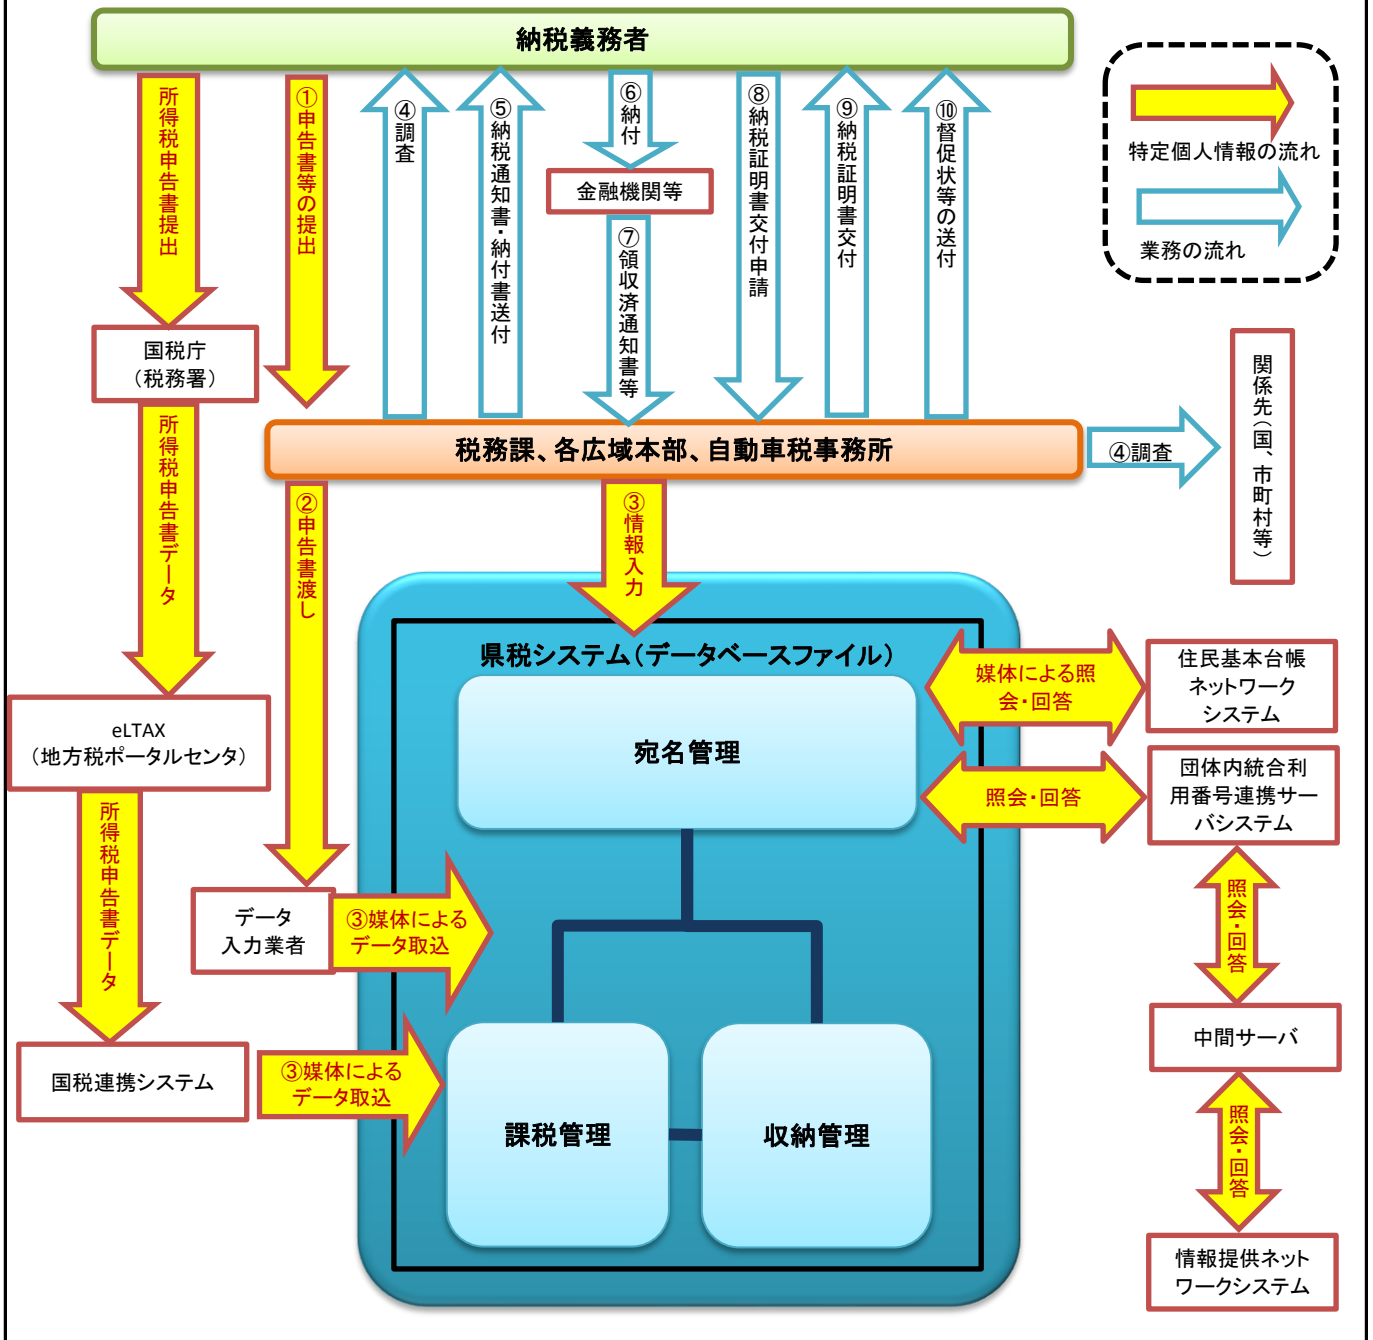 納税義務者
所得税申告書提出
①申告書等の提出
④調査
⑤納税通知書・納付書送付
⑥納付
金融機関等
⑦領収済通知書等
⑧納税証明書交付申請
⑨納税証明書交付
⑩督促状等の送付
特定個人情報の流れ
業務の流れ
国税庁
（税務署）
税務課、各広域本部、自動車税事務所
④調査
関係先（国、市町村等）
所得税申告書データ
②申告書渡し
③情報入力
県税システム（データベースファイル）
宛名管理
媒体による照
会・回答
住民基本台帳
ネットワーク
システム
照会・回答
団体内統合利
用番号連携サー
バシステム
eLTAX
（地方税ポータルセンタ）
所得税申告書データ
データ
入力業者
③媒体による
データ取込
照会・回答
中間サーバ
国税連携システム
③媒体による
データ取込
課税管理
収納管理
照会・回答
情報提供ネット
ワークシステム